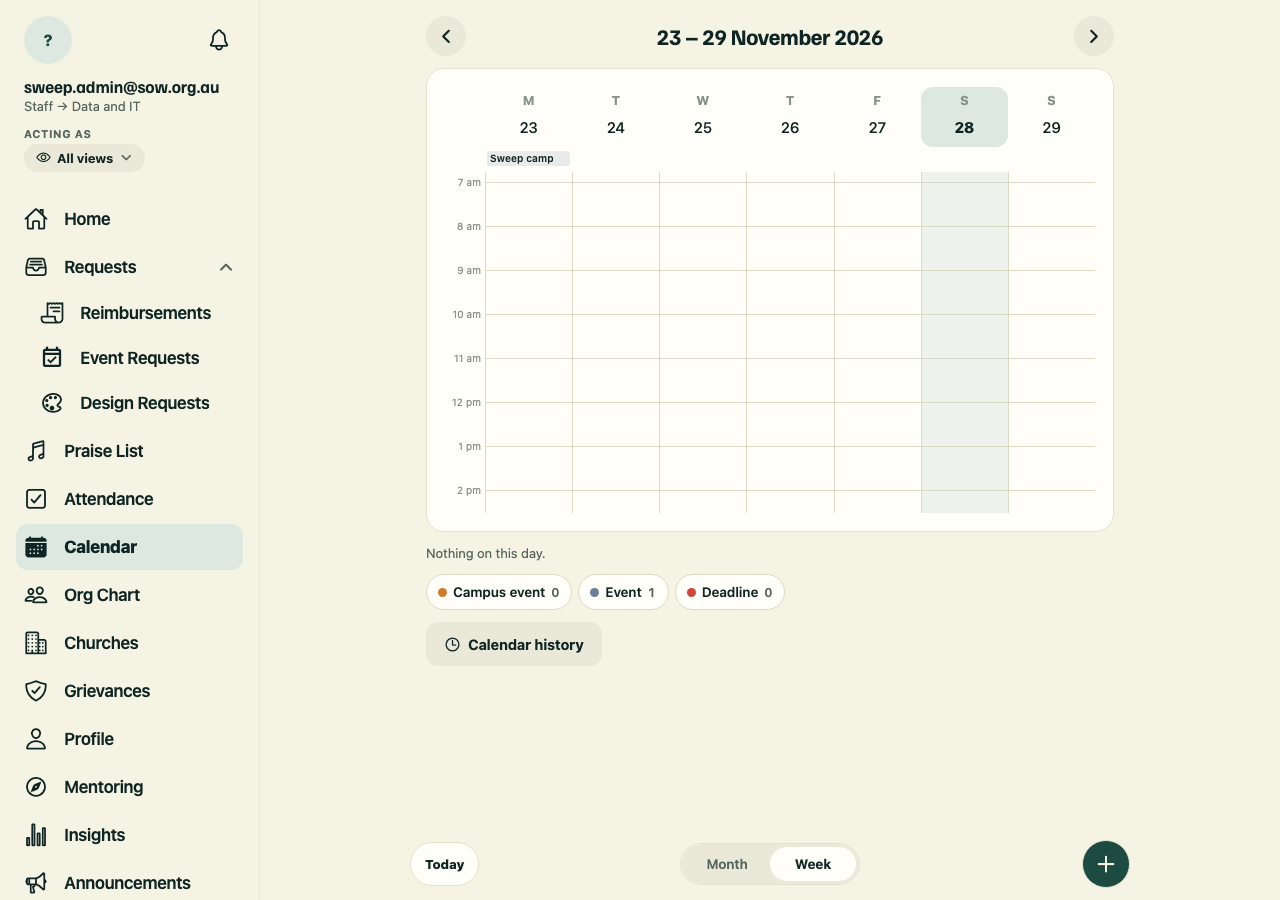 ?
sweep.admin@sow.org.au
Staff → Data and IT
ACTING AS
All views
Home
Requests
Reimbursements
Event Requests
Design Requests
Praise List
Attendance
Calendar
Org Chart
Churches
Grievances
Profile
Mentoring
Insights
Announcements
23 – 29 November 2026
M T W T F S S
23 24 25 26 27 28 29
Sweep camp
7 am
8 am
9 am
10 am
11 am
12 pm
1 pm
2 pm
Nothing on this day.
Campus event 0 Event 1 Deadline 0
Calendar history
Today Month Week